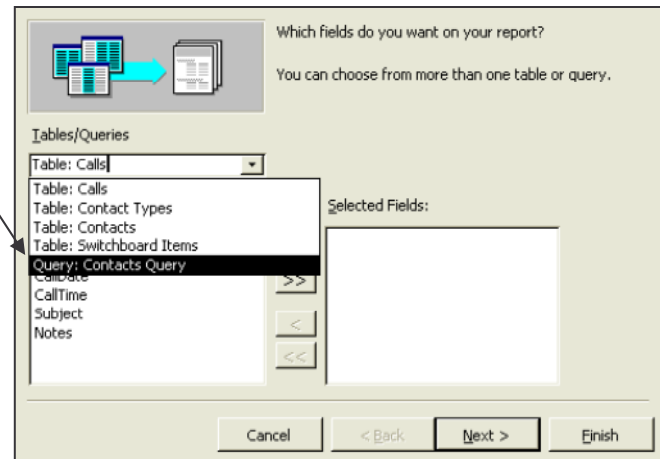 Which fields do you want on your report?
You can choose from more than one table or query.
Tables/Queries
Table: Calls
Table: Calls
Table: Contact Types
Table: Contacts
Table: Switchboard Items
Query: Contacts Query
CallDate
CallTime
Subject
Notes
Selected Fields:
>>
<
<<
Cancel
< Back
Next >
Finish